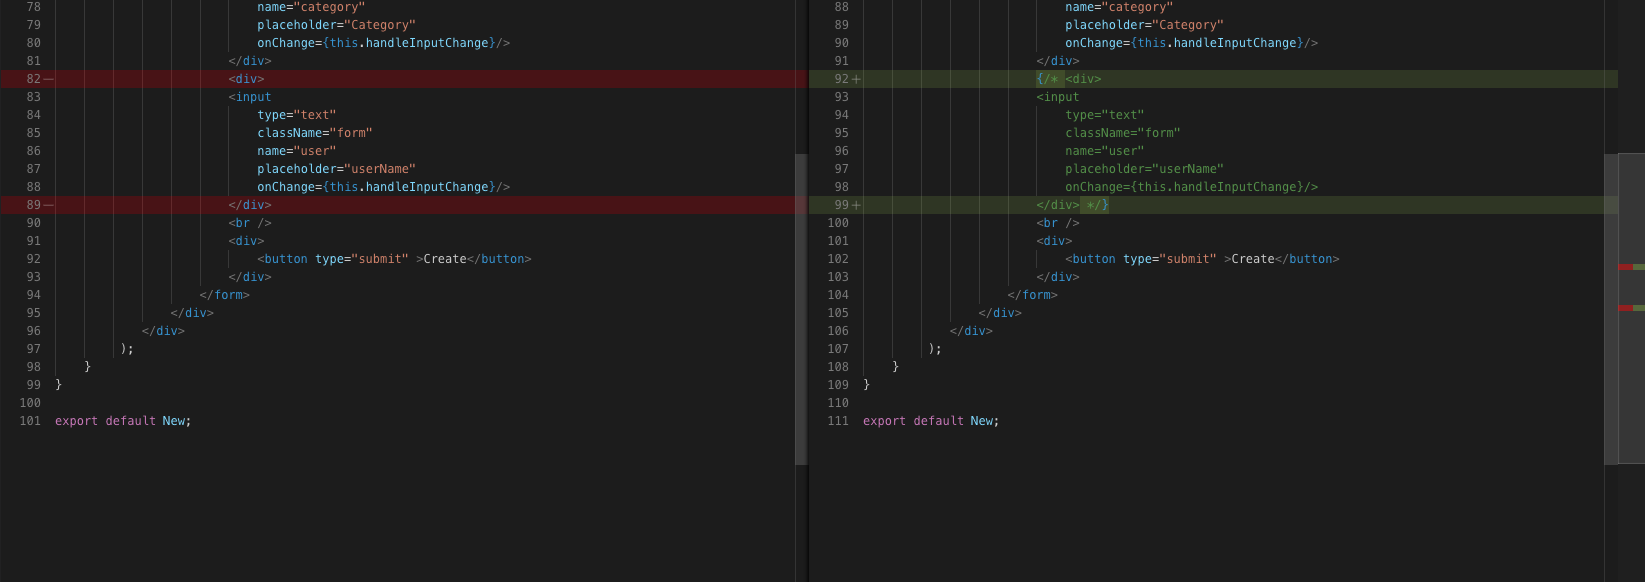 78 name="category"
79 placeholder="Category"
80 onChange={this.handleInputChange}/>
81 </div>
82— <div>
83 <input
84 type="text"
85 className="form"
86 name="user"
87 placeholder="userName"
88 onChange={this.handleInputChange}/>
89— </div>
90 <br />
91 <div>
92 <button type="submit" >Create</button>
93 </div>
94 </form>
95 </div>
96 </div>
97 );
98 }
99 }
100
101 export default New;
88 name="category"
89 placeholder="Category"
90 onChange={this.handleInputChange}/>
91 </div>
92+ {/* <div>
93 <input
94 type="text"
95 className="form"
96 name="user"
97 placeholder="userName"
98 onChange={this.handleInputChange}/>
99+ </div> */}
100 <br />
101 <div>
102 <button type="submit" >Create</button>
103 </div>
104 </form>
105 </div>
106 </div>
107 );
108 }
109 }
110
111 export default New;